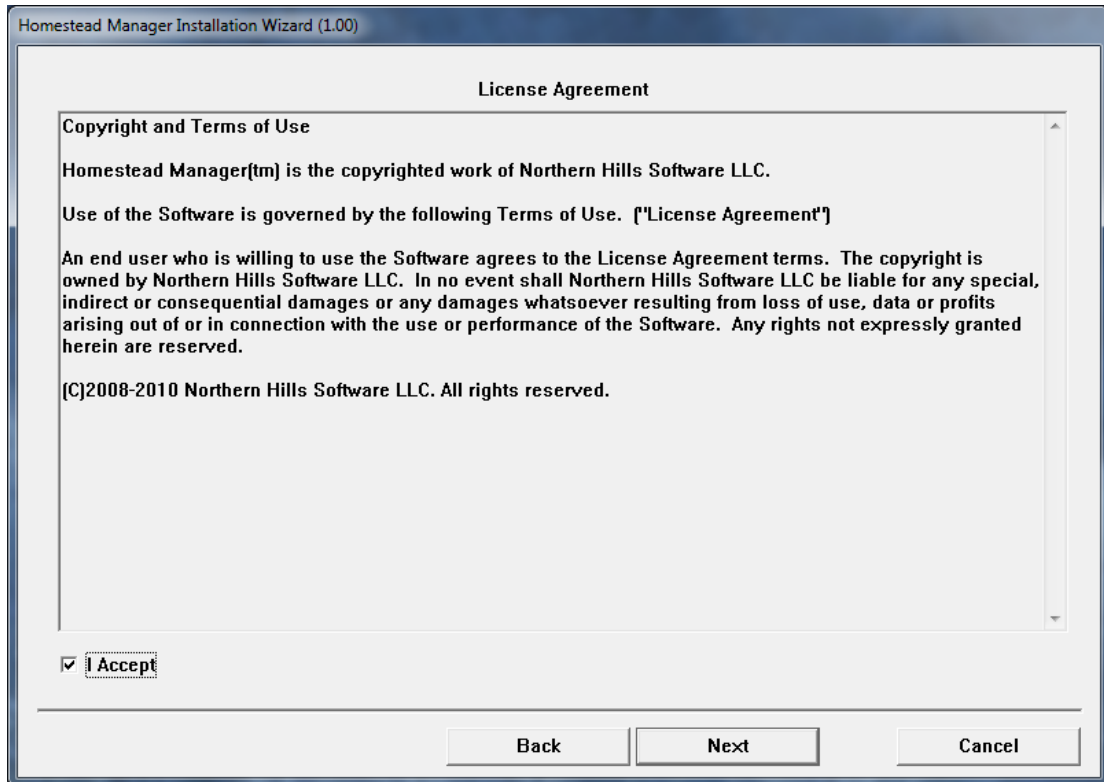 Homestead Manager Installation Wizard (1.00)
License Agreement
Copyright and Terms of Use
Homestead Manager(tm) is the copyrighted work of Northern Hills Software LLC.
Use of the Software is governed by the following Terms of Use.  ("License Agreement")
An end user who is willing to use the Software agrees to the License Agreement terms.  The copyright is
owned by Northern Hills Software LLC.  In no event shall Northern Hills Software LLC be liable for any special,
indirect or consequential damages or any damages whatsoever resulting from loss of use, data or profits
arising out of or in connection with the use or performance of the Software.  Any rights not expressly granted
herein are reserved.
(C)2008-2010 Northern Hills Software LLC. All rights reserved.
I Accept
Back Next Cancel